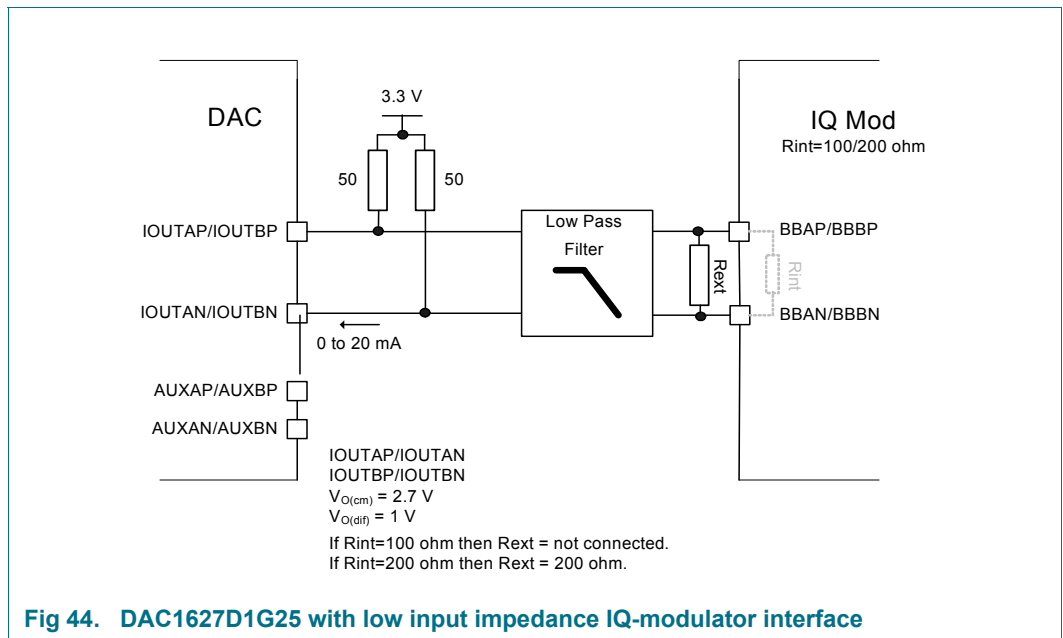 DAC
3.3 V
IQ Mod
Rint=100/200 ohm
50
50
Low Pass
Filter
IOUTAP/IOUTBP
BBAP/BBBP
Rext
Rint
IOUTAN/IOUTBN
BBAN/BBBN
0 to 20 mA
AUXAP/AUXBP
AUXAN/AUXBN
IOUTAP/IOUTAN
IOUTBP/IOUTBN
VO(cm) = 2.7 V
VO(dif) = 1 V
If Rint=100 ohm then Rext = not connected.
If Rint=200 ohm then Rext = 200 ohm.
Fig 44. DAC1627D1G25 with low input impedance IQ-modulator interface